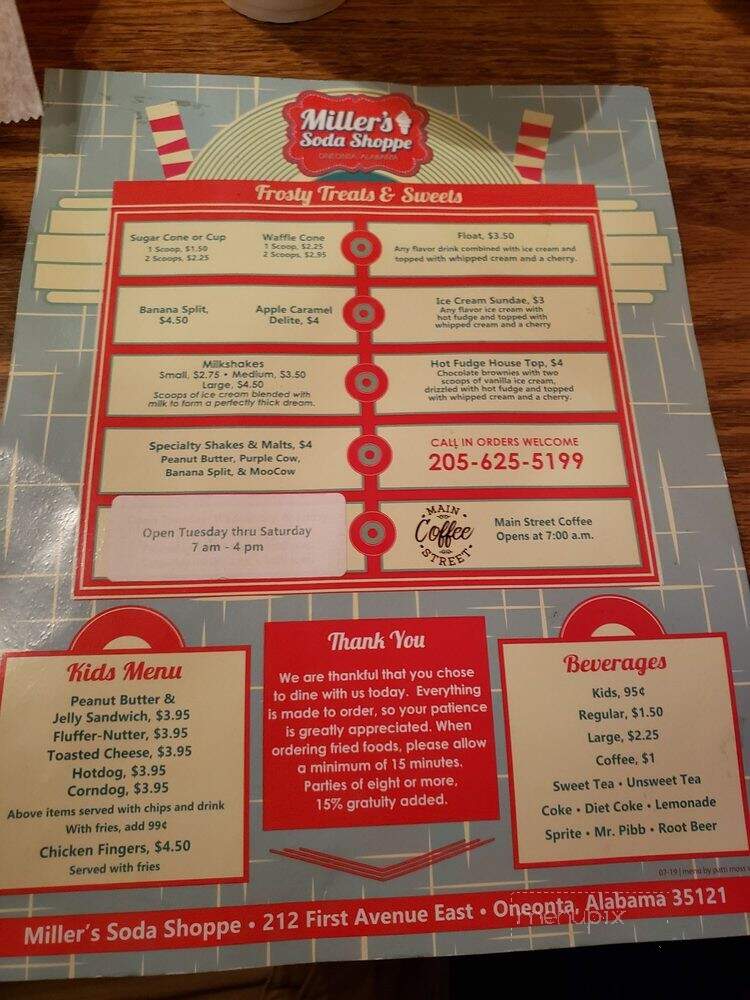 Miller's
Soda Shoppe
ONEONTA, ALABAMA
Frosty Treats & Sweets
Sugar Cone or Cup
1 Scoop, $1.50
2 Scoops, $2.25
Waffle Cone
1 Scoop, $2.25
2 Scoops, $2.95
Float, $3.50
Any flavor drink combined with ice cream and
topped with whipped cream and a cherry.
Banana Split,
$4.50
Apple Caramel
Delite, $4
Ice Cream Sundae, $3
Any flavor ice cream with
hot fudge and topped with
whipped cream and a cherry
Milkshakes
Small, $2.75 • Medium, $3.50
Large, $4.50
Scoops of ice cream blended with
milk to form a perfectly thick dream.
Hot Fudge House Top, $4
Chocolate brownies with two
scoops of vanilla ice cream,
drizzled with hot fudge and topped
with whipped cream and a cherry.
Specialty Shakes & Malts, $4
Peanut Butter, Purple Cow,
Banana Split, & MooCow
CALL IN ORDERS WELCOME
205-625-5199
Open Tuesday thru Saturday
7 am - 4 pm
MAIN
Coffee
STREET
Main Street Coffee
Opens at 7:00 a.m.
Kids Menu
Peanut Butter &
Jelly Sandwich, $3.95
Fluffer-Nutter, $3.95
Toasted Cheese, $3.95
Hotdog, $3.95
Corndog, $3.95
Above items served with chips and drink
With fries, add 99¢
Chicken Fingers, $4.50
Served with fries
Thank You
We are thankful that you chose
to dine with us today. Everything
is made to order, so your patience
is greatly appreciated. When
ordering fried foods, please allow
a minimum of 15 minutes.
Parties of eight or more,
15% gratuity added.
Beverages
Kids, 95¢
Regular, $1.50
Large, $2.25
Coffee, $1
Sweet Tea • Unsweet Tea
Coke • Diet Coke • Lemonade
Sprite • Mr. Pibb • Root Beer
07-19 | menu by patti moss
Miller's Soda Shoppe • 212 First Avenue East • Oneonta, Alabama 35121
menupix